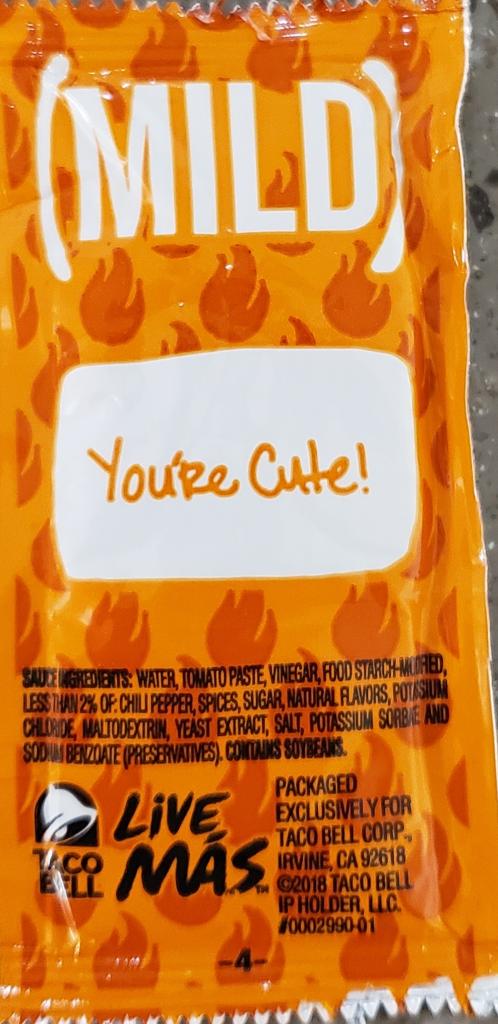 (MILD)
You're Cute!
SAUCE INGREDIENTS: WATER, TOMATO PASTE, VINEGAR, FOOD STARCH-MODIFIED,
LESS THAN 2% OF: CHILI PEPPER, SPICES, SUGAR, NATURAL FLAVORS, POTASSIUM
CHLORIDE, MALTODEXTRIN, YEAST EXTRACT, SALT, POTASSIUM SORBATE AND
SODIUM BENZOATE (PRESERVATIVES). CONTAINS SOYBEANS.
TACO
BELL
LIVE
MÁS™
PACKAGED
EXCLUSIVELY FOR
TACO BELL CORP.,
IRVINE, CA 92618
©2018 TACO BELL
IP HOLDER, LLC.
#0002990-01
-4-